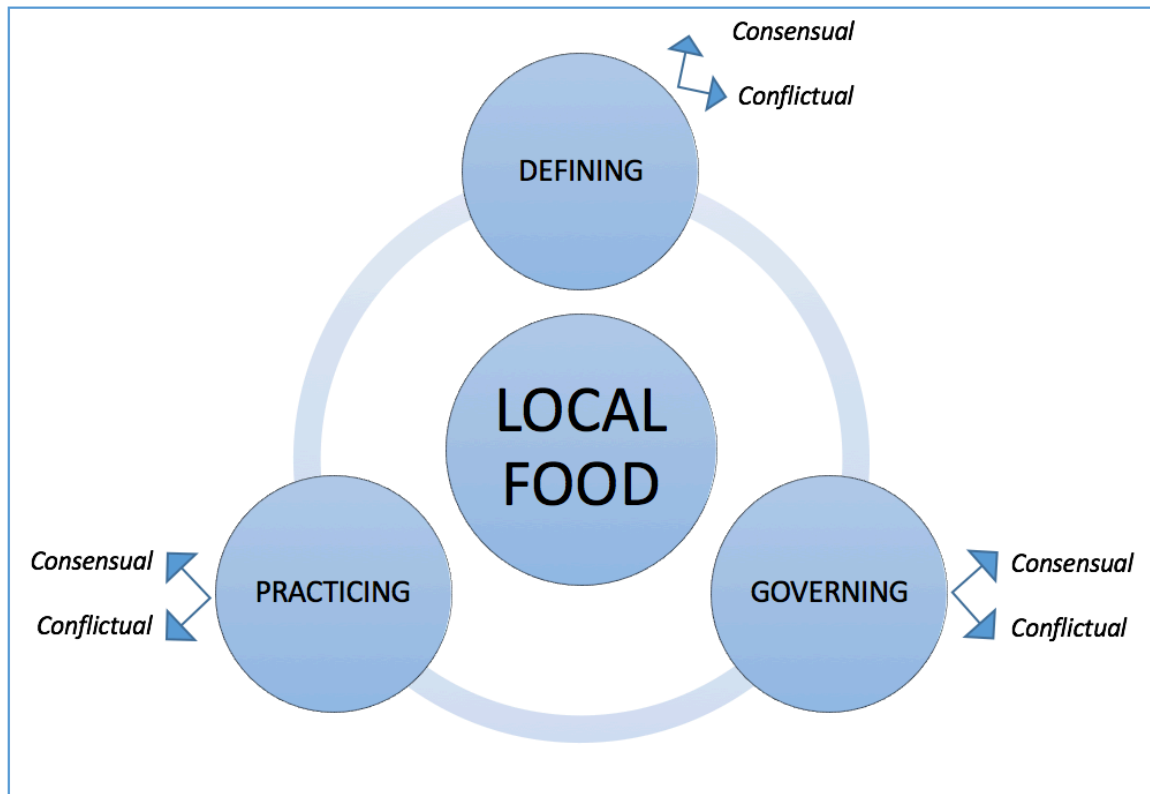 Consensual
Conflictual
DEFINING
LOCAL
FOOD
Consensual
Conflictual
PRACTICING
GOVERNING
Consensual
Conflictual